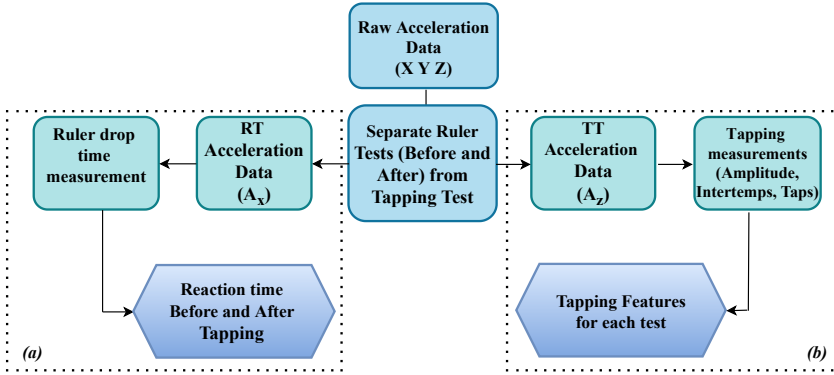 Raw Acceleration
Data
(X Y Z)
Ruler drop
time
measurement
RT
Acceleration
Data
(Aₓ)
Separate Ruler
Tests (Before and
After) from
Tapping Test
TT
Acceleration
Data
(A_z)
Tapping
measurements
(Amplitude,
Intertemps, Taps)
Reaction time
Before and After
Tapping
Tapping Features
for each test
(a)
(b)